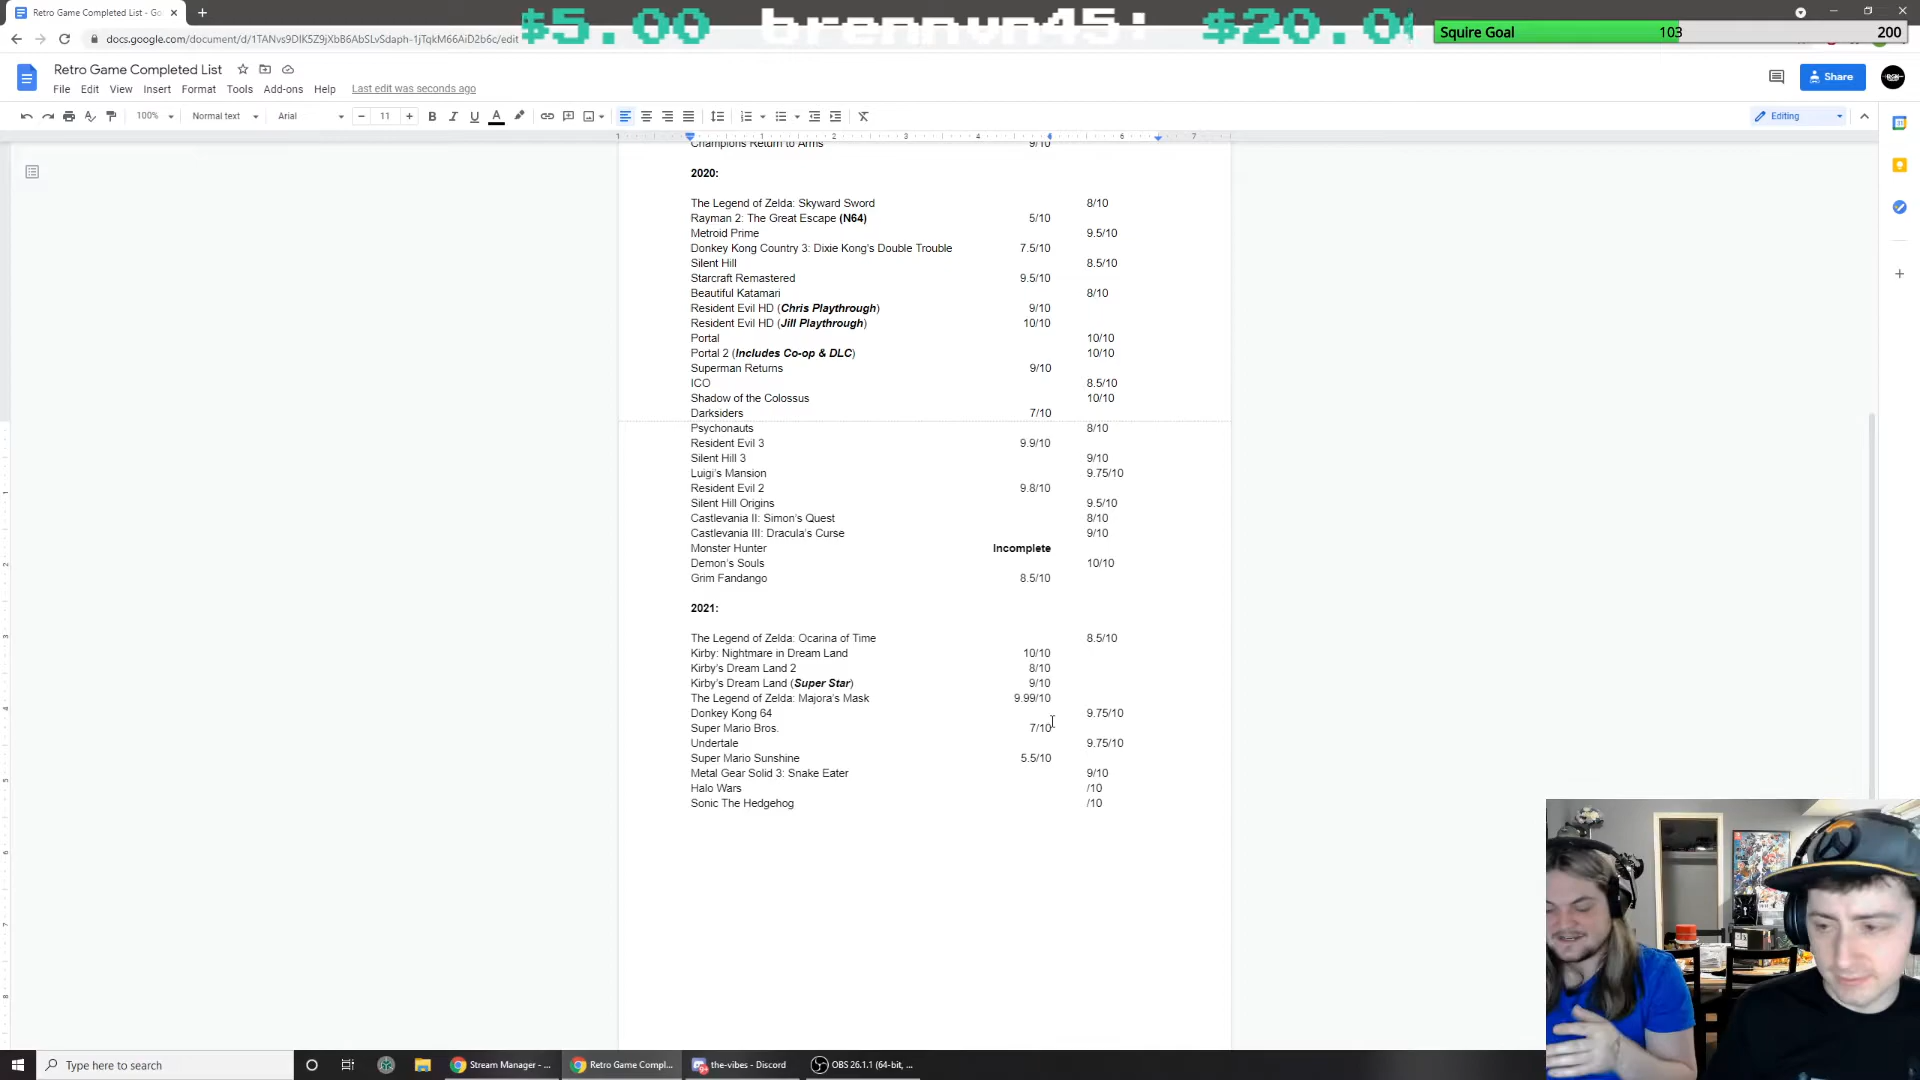 Retro Game Completed List - Go
$5.00 brennvn45: $20.0
Squire Goal 103 200
docs.google.com/document/d/1TANvs9DIK5Z9jXbB6AbSLvSdaph-1jTqkM66AiD2b6c/edit
Retro Game Completed List
File Edit View Insert Format Tools Add-ons Help Last edit was seconds ago
Share
100% Normal text Arial 11 Editing
1 1 2 3 4 5 6 7
Champions Return to Arms 9/10
2020:
The Legend of Zelda: Skyward Sword 8/10
Rayman 2: The Great Escape (N64) 5/10
Metroid Prime 9.5/10
Donkey Kong Country 3: Dixie Kong's Double Trouble 7.5/10
Silent Hill 8.5/10
Starcraft Remastered 9.5/10
Beautiful Katamari 8/10
Resident Evil HD (Chris Playthrough) 9/10
Resident Evil HD (Jill Playthrough) 10/10
Portal 10/10
Portal 2 (Includes Co-op & DLC) 10/10
Superman Returns 9/10
ICO 8.5/10
Shadow of the Colossus 10/10
Darksiders 7/10
Psychonauts 8/10
Resident Evil 3 9.9/10
Silent Hill 3 9/10
Luigi's Mansion 9.75/10
Resident Evil 2 9.8/10
Silent Hill Origins 9.5/10
Castlevania II: Simon's Quest 8/10
Castlevania III: Dracula's Curse 9/10
Monster Hunter Incomplete
Demon's Souls 10/10
Grim Fandango 8.5/10
2021:
The Legend of Zelda: Ocarina of Time 8.5/10
Kirby: Nightmare in Dream Land 10/10
Kirby's Dream Land 2 8/10
Kirby's Dream Land (Super Star) 9/10
The Legend of Zelda: Majora's Mask 9.99/10
Donkey Kong 64 9.75/10
Super Mario Bros. 7/10
Undertale 9.75/10
Super Mario Sunshine 5.5/10
Metal Gear Solid 3: Snake Eater 9/10
Halo Wars /10
Sonic The Hedgehog /10
Type here to search Stream Manager - ... Retro Game Compl... the-vibes - Discord OBS 26.1.1 (64-bit, ...